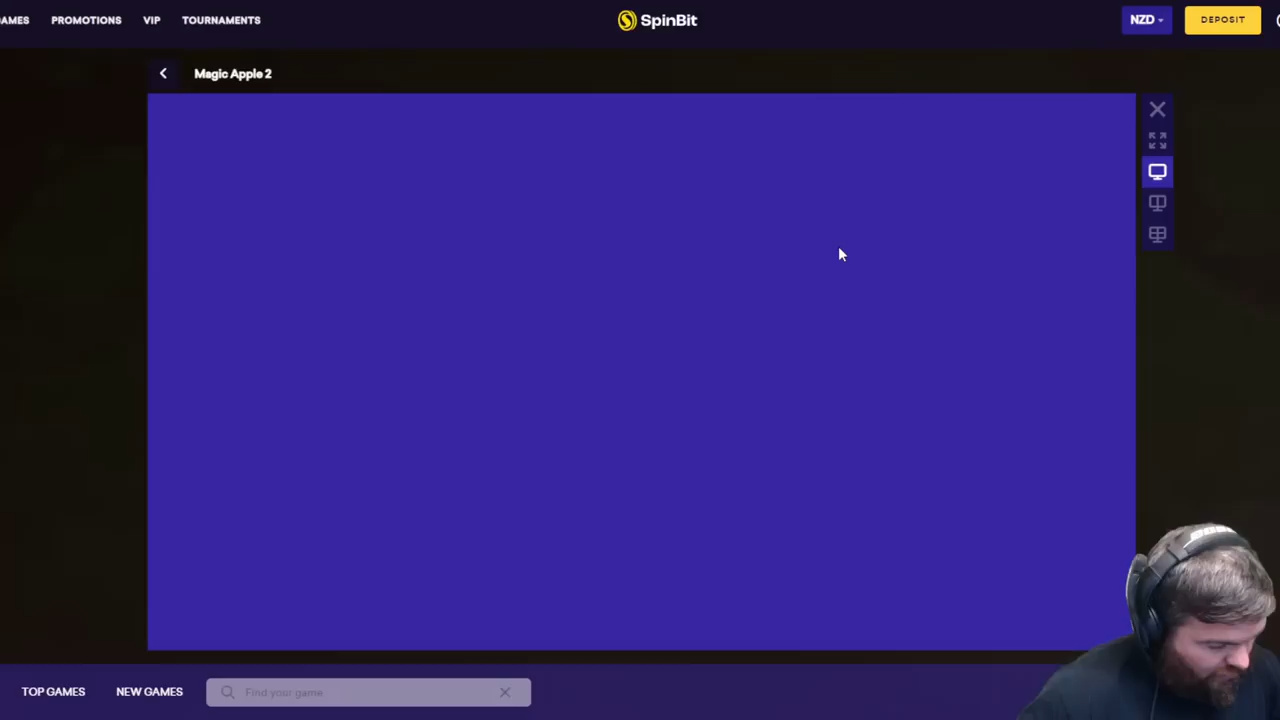 AMES PROMOTIONS VIP TOURNAMENTS SpinBit NZD DEPOSIT
Magic Apple 2
TOP GAMES NEW GAMES Find your game